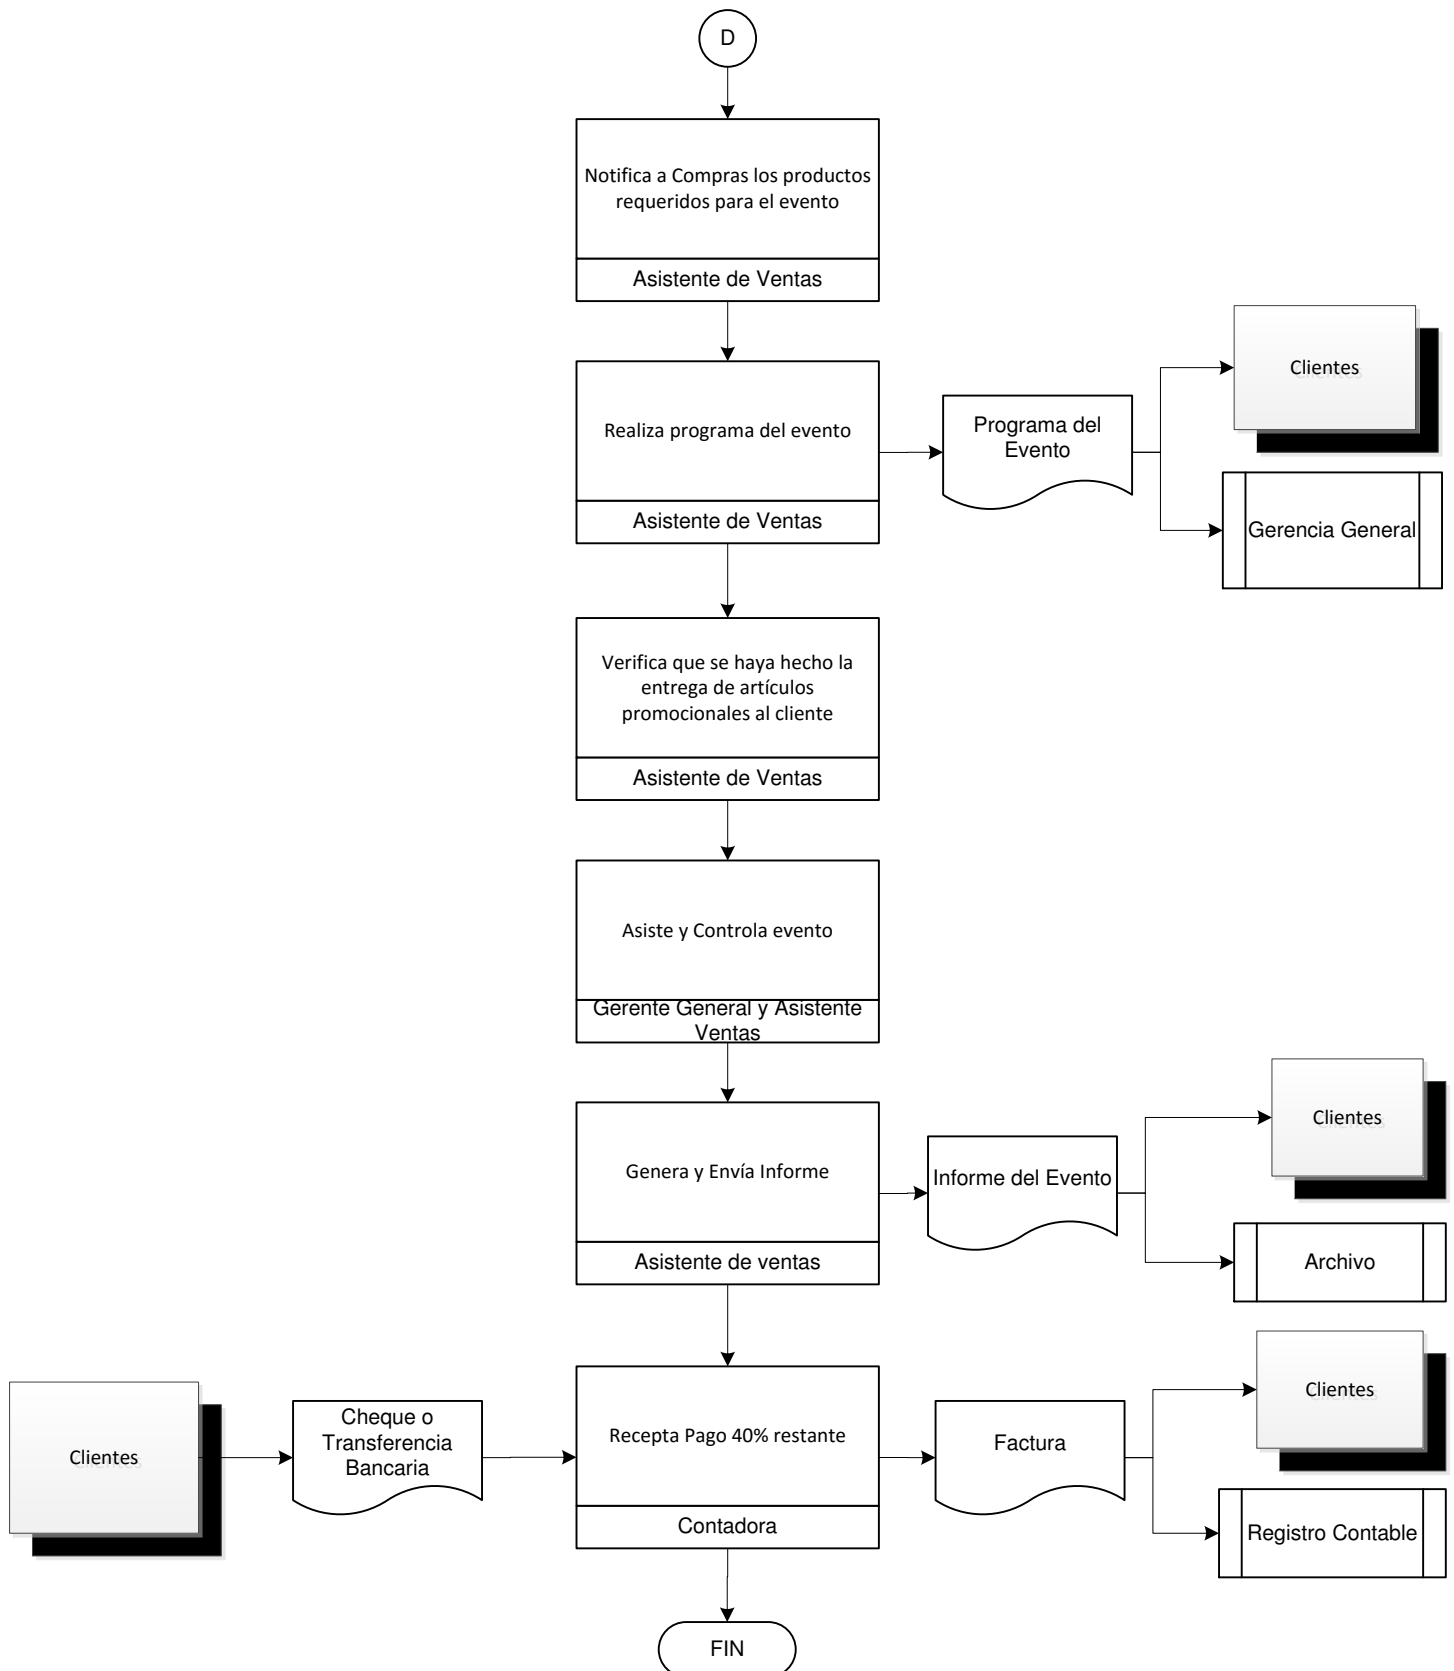 D
Notifica a Compras los productos
requeridos para el evento
Asistente de Ventas
Realiza programa del evento
Asistente de Ventas
Programa del
Evento
Clientes
Gerencia General
Verifica que se haya hecho la
entrega de artículos
promocionales al cliente
Asistente de Ventas
Asiste y Controla evento
Gerente General y Asistente
Ventas
Genera y Envía Informe
Asistente de ventas
Informe del Evento
Clientes
Archivo
Clientes
Cheque o
Transferencia
Bancaria
Recepta Pago 40% restante
Contadora
Factura
Clientes
Registro Contable
FIN